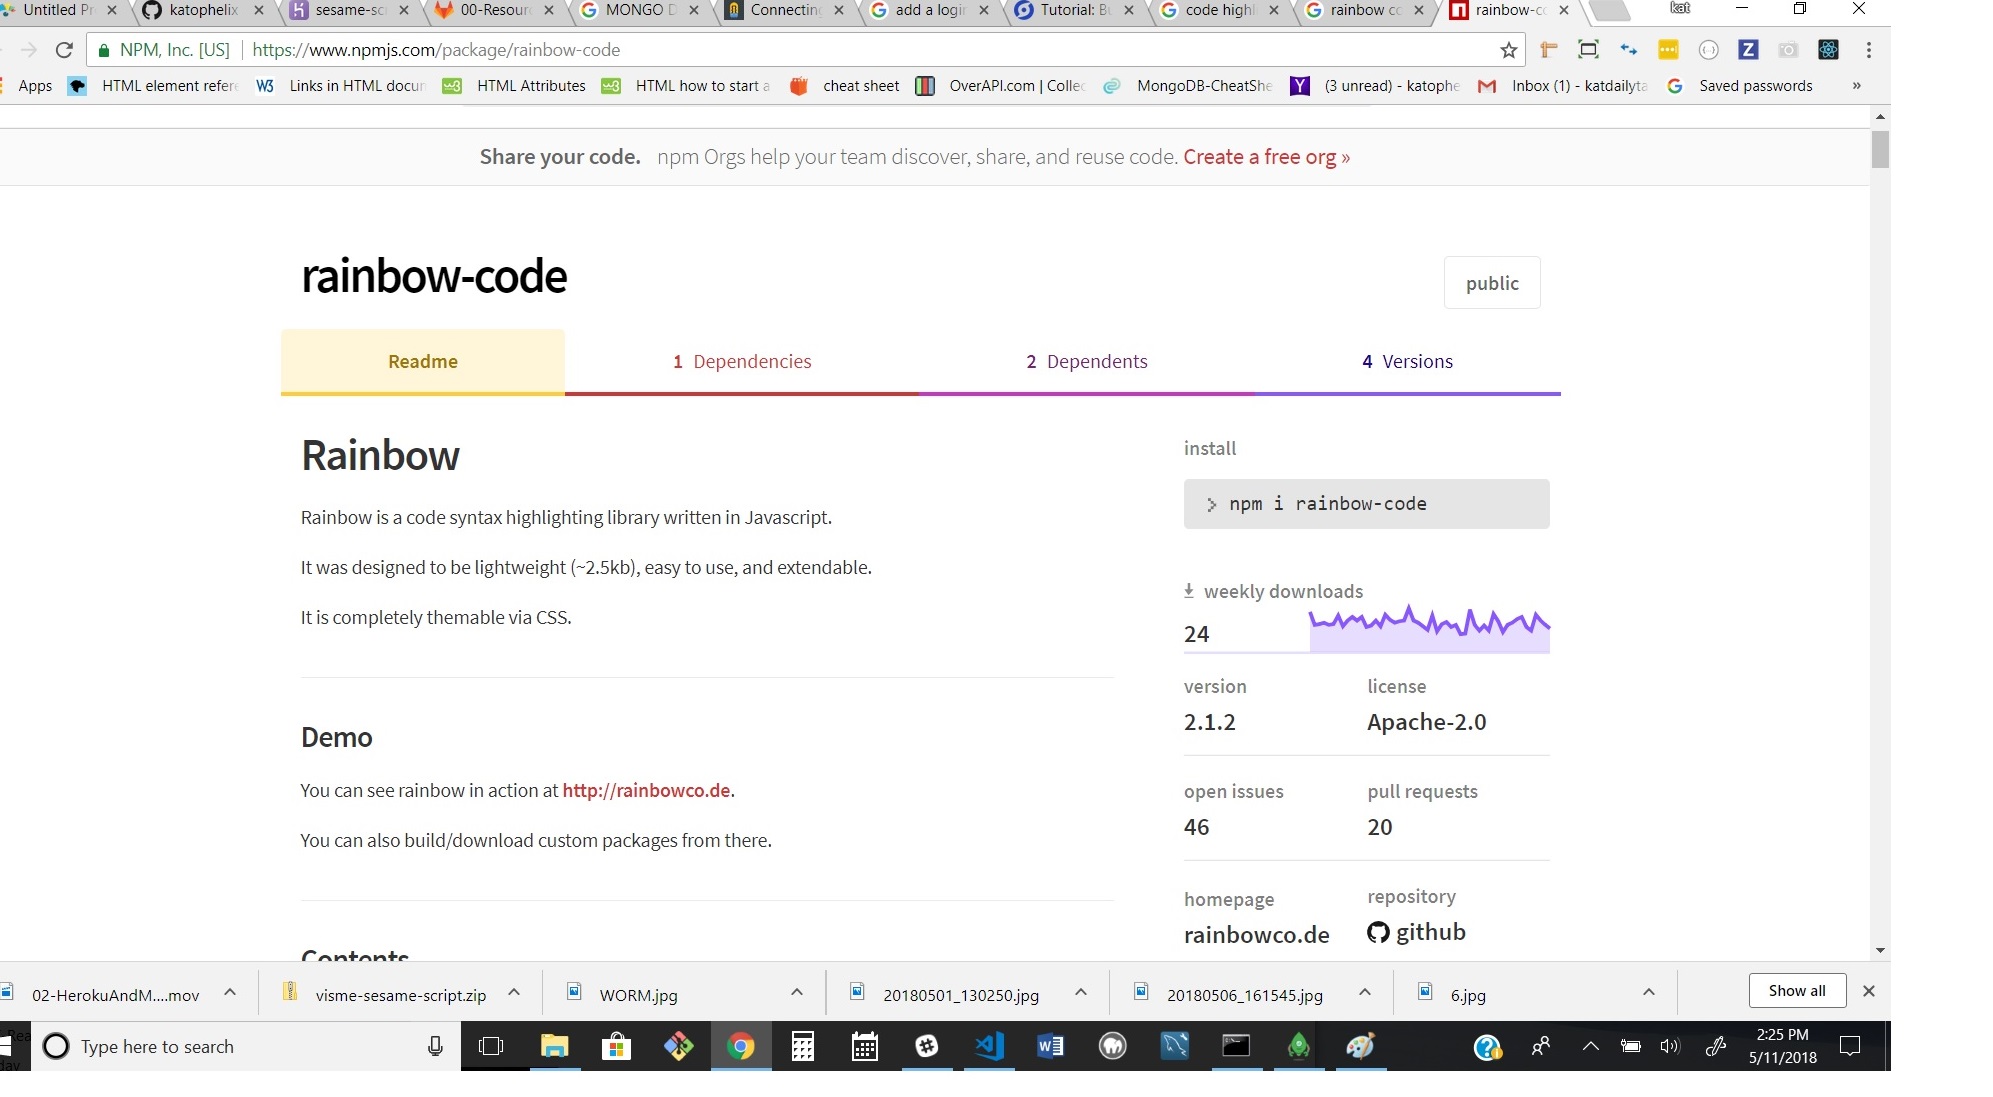 Untitled Pr
katophelix
sesame-scr
00-Resour
MONGO D
Connecting
add a login
Tutorial: Bu
code highl
rainbow co
rainbow-co
kat
NPM, Inc. [US] https://www.npmjs.com/package/rainbow-code
Apps HTML element refere Links in HTML docum HTML Attributes HTML how to start a cheat sheet OverAPI.com | Collec MongoDB-CheatShe (3 unread) - katophe Inbox (1) - katdailyta Saved passwords »
Share your code. npm Orgs help your team discover, share, and reuse code. Create a free org »
rainbow-code
public
Readme
1 Dependencies
2 Dependents
4 Versions
Rainbow
Rainbow is a code syntax highlighting library written in Javascript.
It was designed to be lightweight (~2.5kb), easy to use, and extendable.
It is completely themable via CSS.
Demo
You can see rainbow in action at http://rainbowco.de.
You can also build/download custom packages from there.
Contents
install
> npm i rainbow-code
weekly downloads
24
version
2.1.2
license
Apache-2.0
open issues
46
pull requests
20
homepage
rainbowco.de
repository
github
02-HerokuAndM....mov
visme-sesame-script.zip
WORM.jpg
20180501_130250.jpg
20180506_161545.jpg
6.jpg
Show all
Type here to search
2:25 PM
5/11/2018